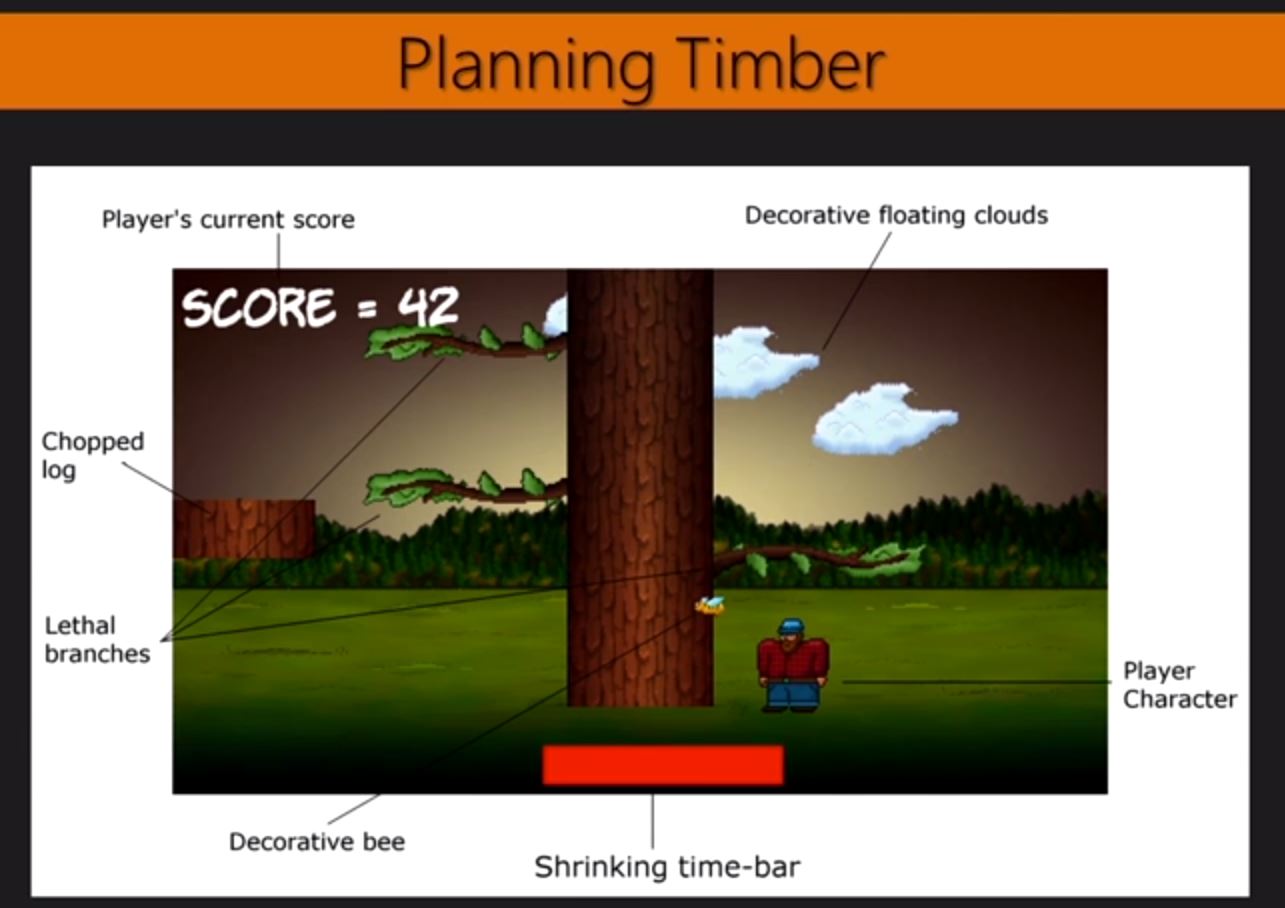 Planning Timber
Player's current score
Decorative floating clouds
SCORE = 42
Chopped
log
Lethal
branches
Player
Character
Decorative bee
Shrinking time-bar